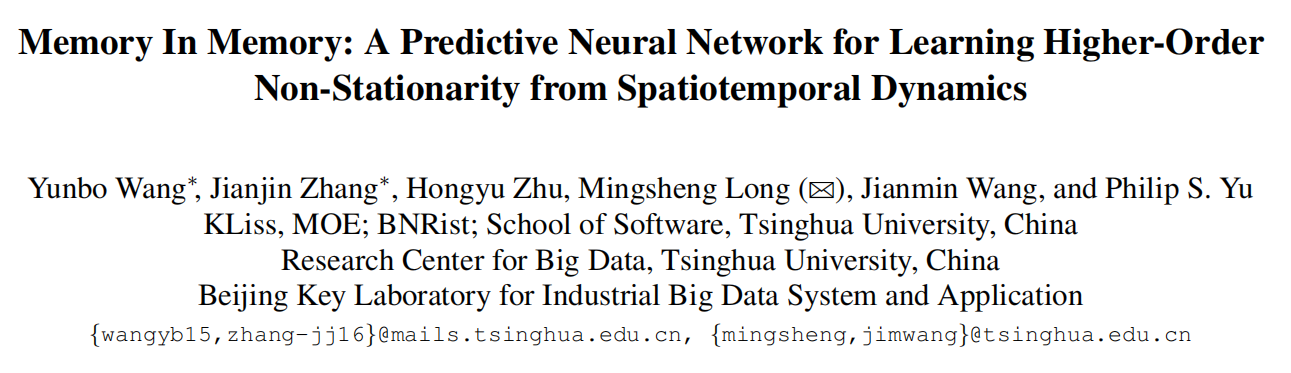 Memory In Memory: A Predictive Neural Network for Learning Higher-Order
Non-Stationarity from Spatiotemporal Dynamics
Yunbo Wang*, Jianjin Zhang*, Hongyu Zhu, Mingsheng Long (✉), Jianmin Wang, and Philip S. Yu
KLiss, MOE; BNRist; School of Software, Tsinghua University, China
Research Center for Big Data, Tsinghua University, China
Beijing Key Laboratory for Industrial Big Data System and Application
{wangyb15,zhang-jj16}@mails.tsinghua.edu.cn, {mingsheng,jimwang}@tsinghua.edu.cn